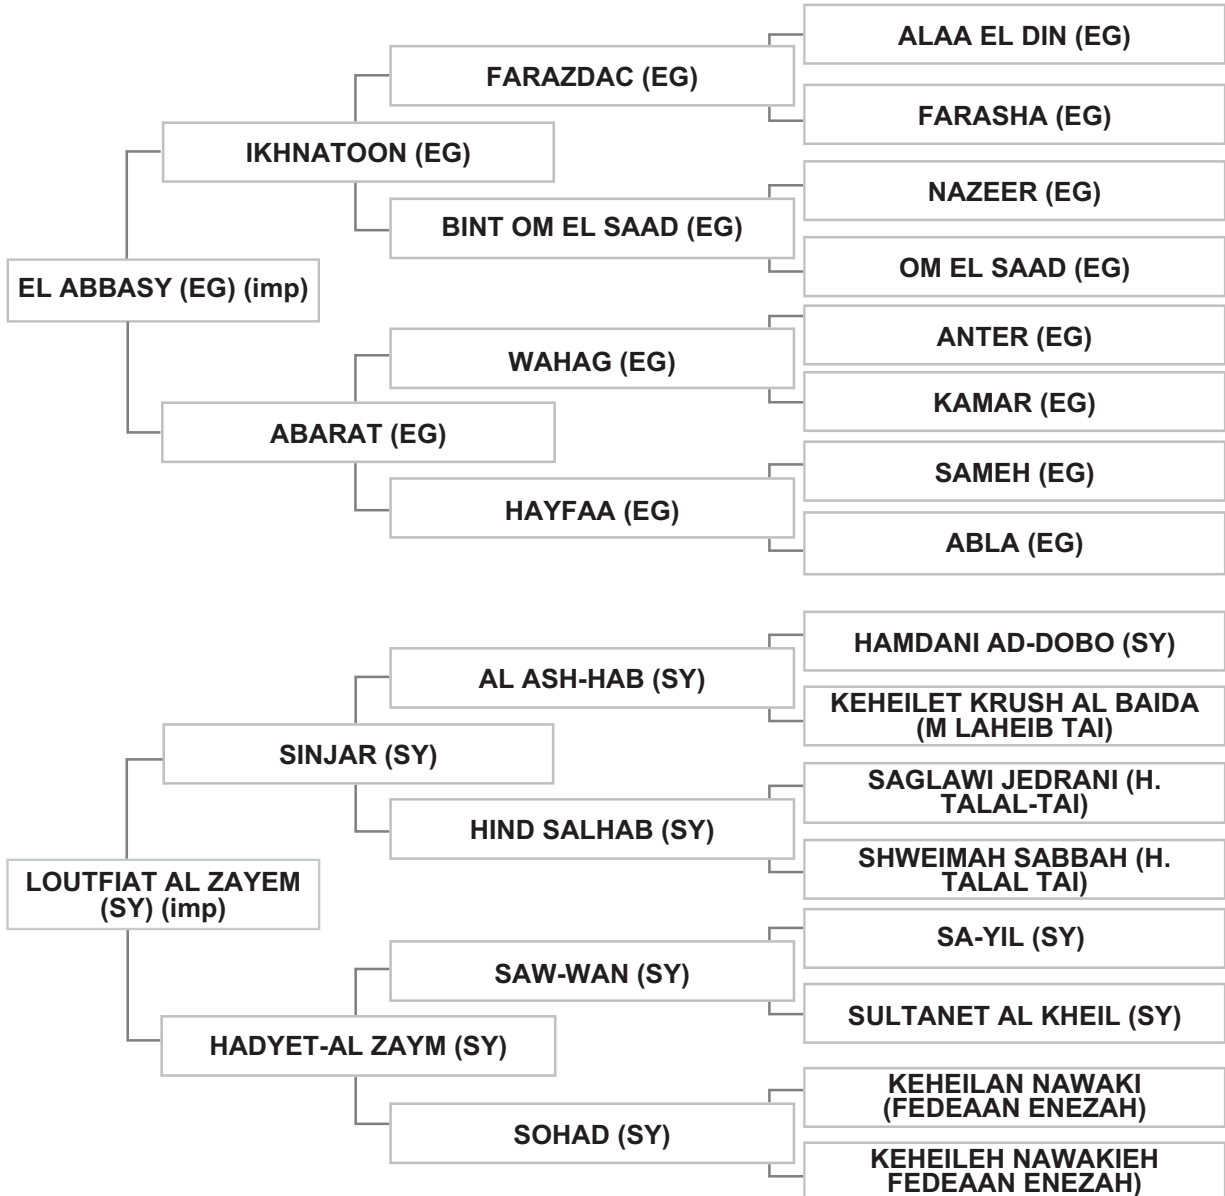 ALAA EL DIN (EG)
FARAZDAC (EG)
FARASHA (EG)
IKHNATOON (EG)
NAZEER (EG)
BINT OM EL SAAD (EG)
OM EL SAAD (EG)
EL ABBASY (EG) (imp)
ANTER (EG)
WAHAG (EG)
KAMAR (EG)
ABARAT (EG)
SAMEH (EG)
HAYFAA (EG)
ABLA (EG)
HAMDANI AD-DOBO (SY)
AL ASH-HAB (SY)
KEHEILET KRUSH AL BAIDA
(M LAHEIB TAI)
SINJAR (SY)
SAGLAWI JEDRANI (H.
TALAL-TAI)
HIND SALHAB (SY)
SHWEIMAH SABBAH (H.
TALAL TAI)
LOUTFIAT AL ZAYEM
(SY) (imp)
SA-YIL (SY)
SAW-WAN (SY)
SULTANET AL KHEIL (SY)
HADYET-AL ZAYM (SY)
KEHEILAN NAWAKI
(FEDEAAN ENEZAH)
SOHAD (SY)
KEHEILEH NAWAKIEH
FEDEAAN ENEZAH)